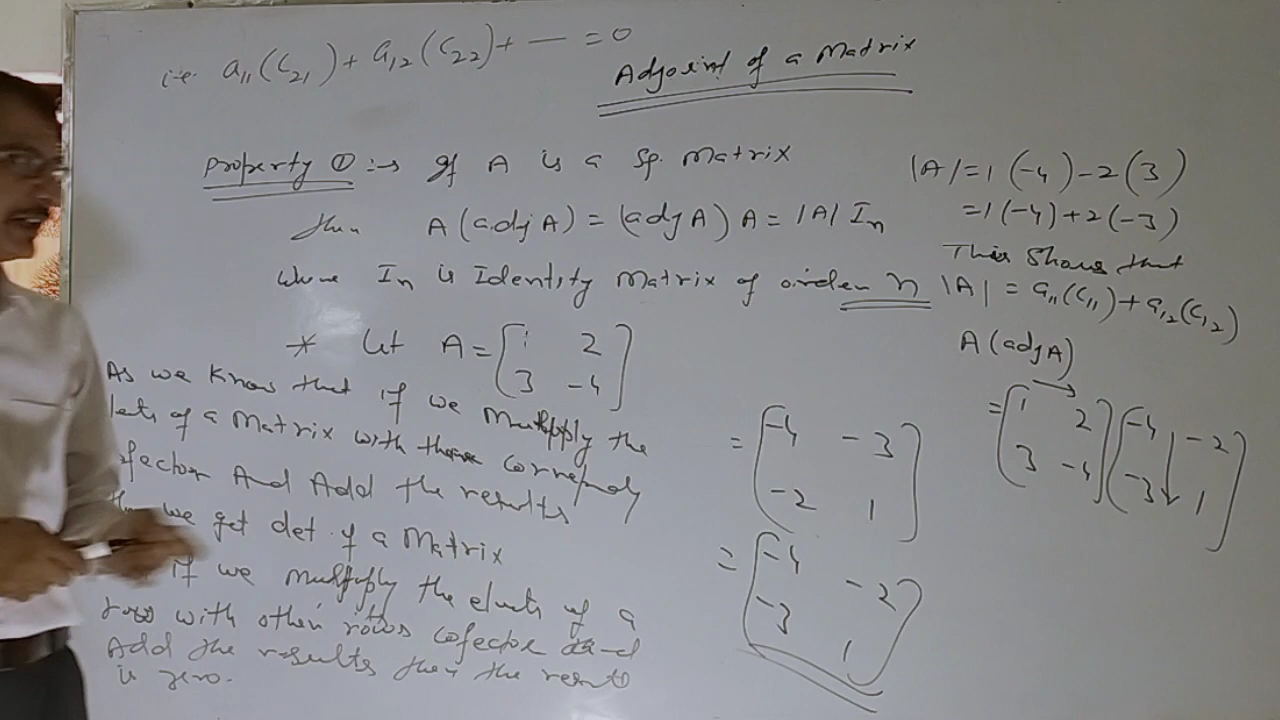 i.e. a₁₁(C₂₁) + a₁₂(C₂₂) + — = 0
Adjoint of a Matrix
Property ① :→ If A is a Sq. Matrix
then A(adj A) = (adj A) A = |A| Iₙ
where Iₙ is Identity Matrix of order n
* Let A = [1 2
3 -4]
As we know that if we Multiply the
of a Matrix with their
And Add the results
we get det. of a Matrix
if we multiply the of a
row with other rows cofector and
Add the results then the result
is zero.
= [-4 -3
-2 1]
= [-4 -2
-3 1]
|A| = 1(-4) - 2(3)
= 1(-4) + 2(-3)
This Shows that
|A| = a₁₁(C₁₁) + a₁₂(C₁₂)
A(adj A)
= [1 2 [-4 -2
3 -4] -3 1]